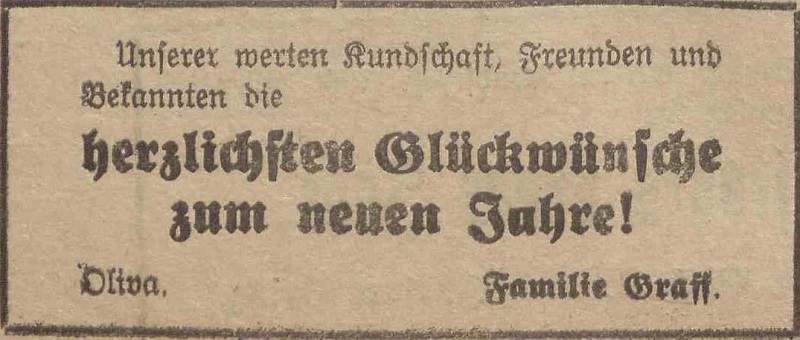 Unserer werten Kundschaft, Freunden und
Bekannten die
herzlichsten Glückwünsche
zum neuen Jahre!
Oliva. Familie Graff.